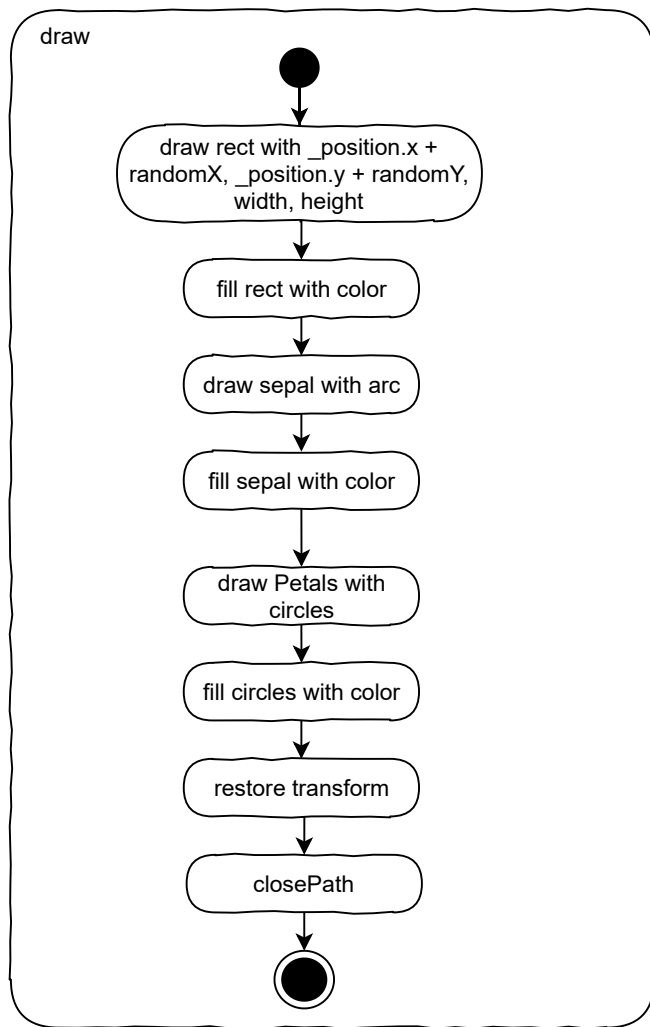 draw
draw rect with _position.x +
randomX, _position.y + randomY,
width, height
fill rect with color
draw sepal with arc
fill sepal with color
draw Petals with
circles
fill circles with color
restore transform
closePath